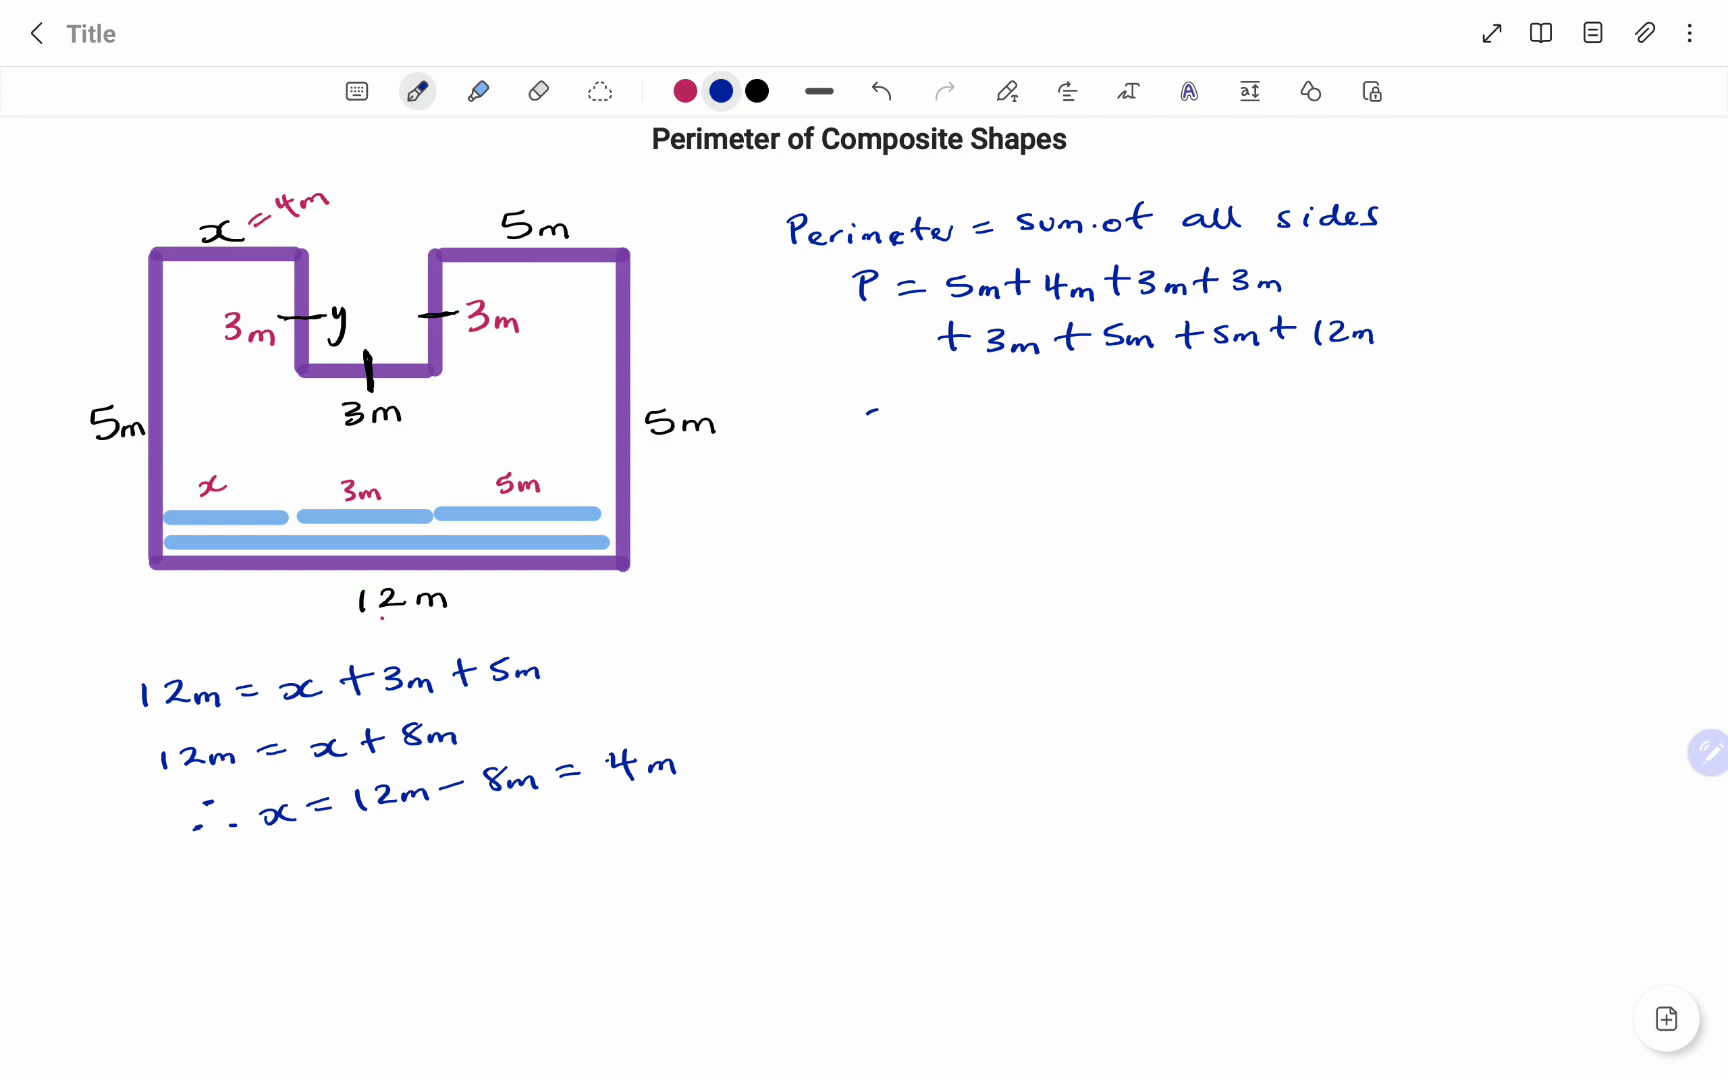 Title
Perimeter of Composite Shapes
x = 4m
5m
3m
y
3m
3m
5m
5m
x
3m
5m
12m
12m = x + 3m + 5m
12m = x + 8m
∴ x = 12m - 8m = 4m
Perimeter = sum of all sides
P = 5m + 4m + 3m + 3m
+ 3m + 5m + 5m + 12m